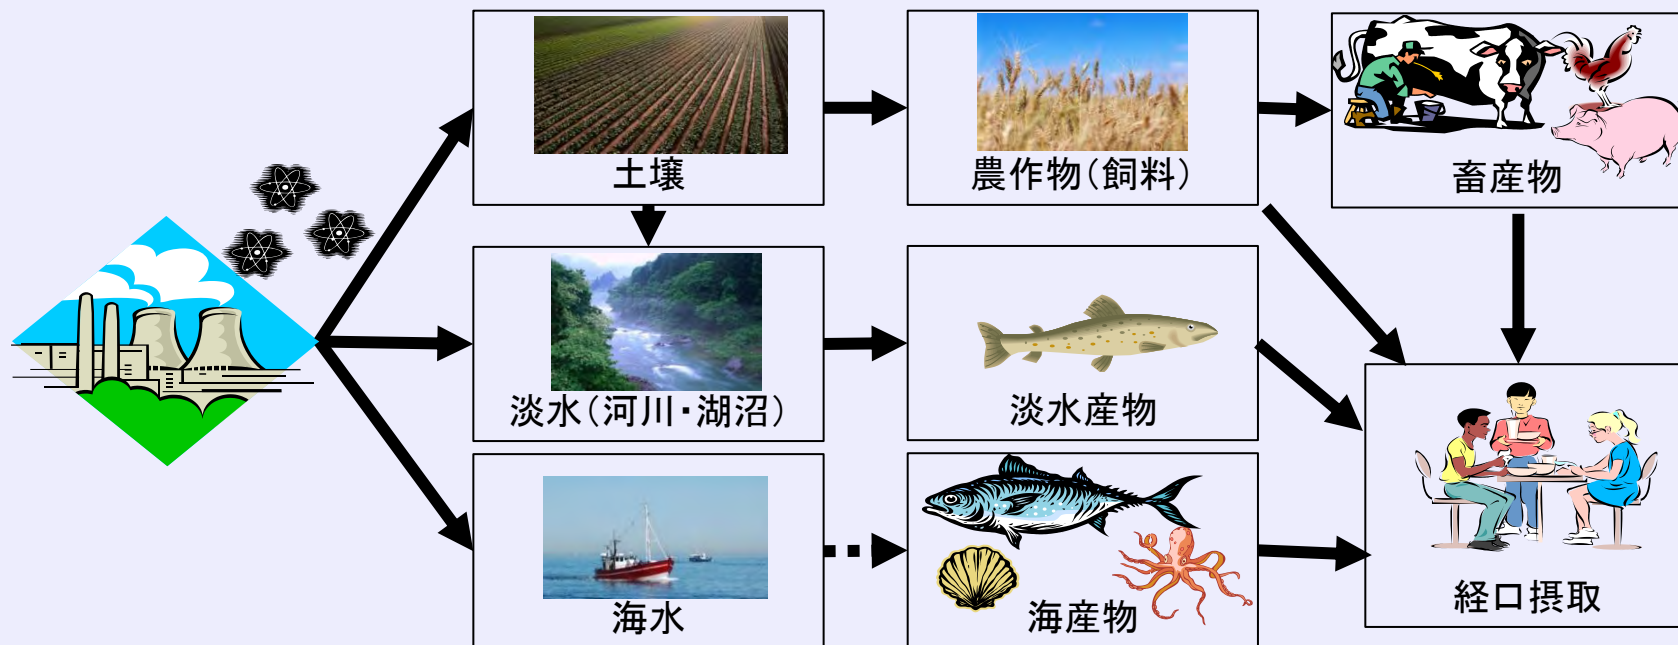 土壌
農作物（飼料）
畜産物
淡水（河川・湖沼）
淡水産物
海水
海産物
経口摂取